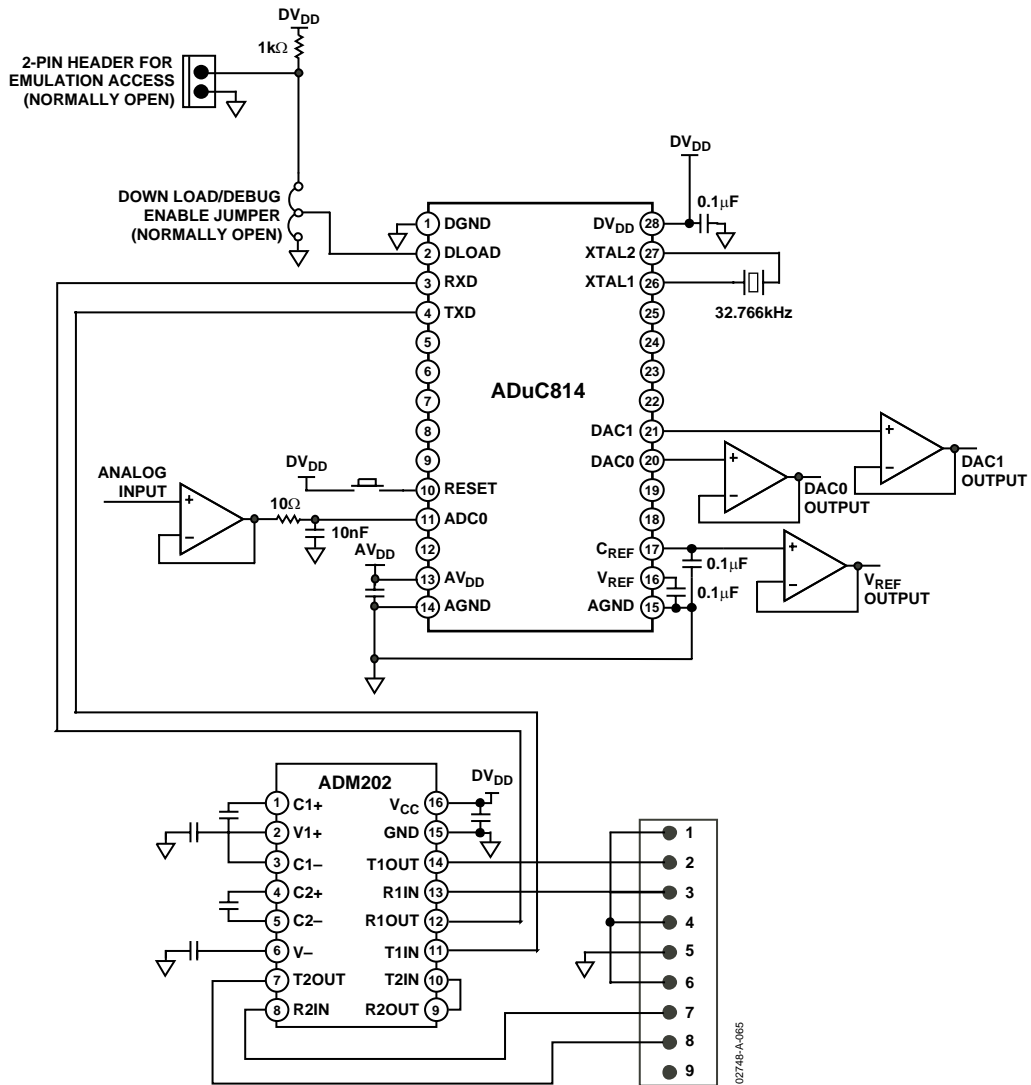 DVDD
1kΩ
2-PIN HEADER FOR
EMULATION ACCESS
(NORMALLY OPEN)
DOWN LOAD/DEBUG
ENABLE JUMPER
(NORMALLY OPEN)
DVDD
0.1µF
ADuC814
1 DGND
2 DLOAD
3 RXD
4 TXD
5
6
7
8
9
10 RESET
11 ADC0
12
13 AVDD
14 AGND
DVDD 28
XTAL2 27
XTAL1 26
25
24
23
22
DAC1 21
DAC0 20
19
18
CREF 17
VREF 16
AGND 15
32.766kHz
DVDD
ANALOG
INPUT
+
−
10Ω
10nF
AVDD
+
−
DAC1
OUTPUT
+
−
DAC0
OUTPUT
0.1µF
0.1µF
+
−
VREF
OUTPUT
ADM202
1 C1+
2 V1+
3 C1−
4 C2+
5 C2−
6 V−
7 T2OUT
8 R2IN
VCC 16
GND 15
T1OUT 14
R1IN 13
R1OUT 12
T1IN 11
T2IN 10
R2OUT 9
DVDD
1
2
3
4
5
6
7
8
9
02748-A-065